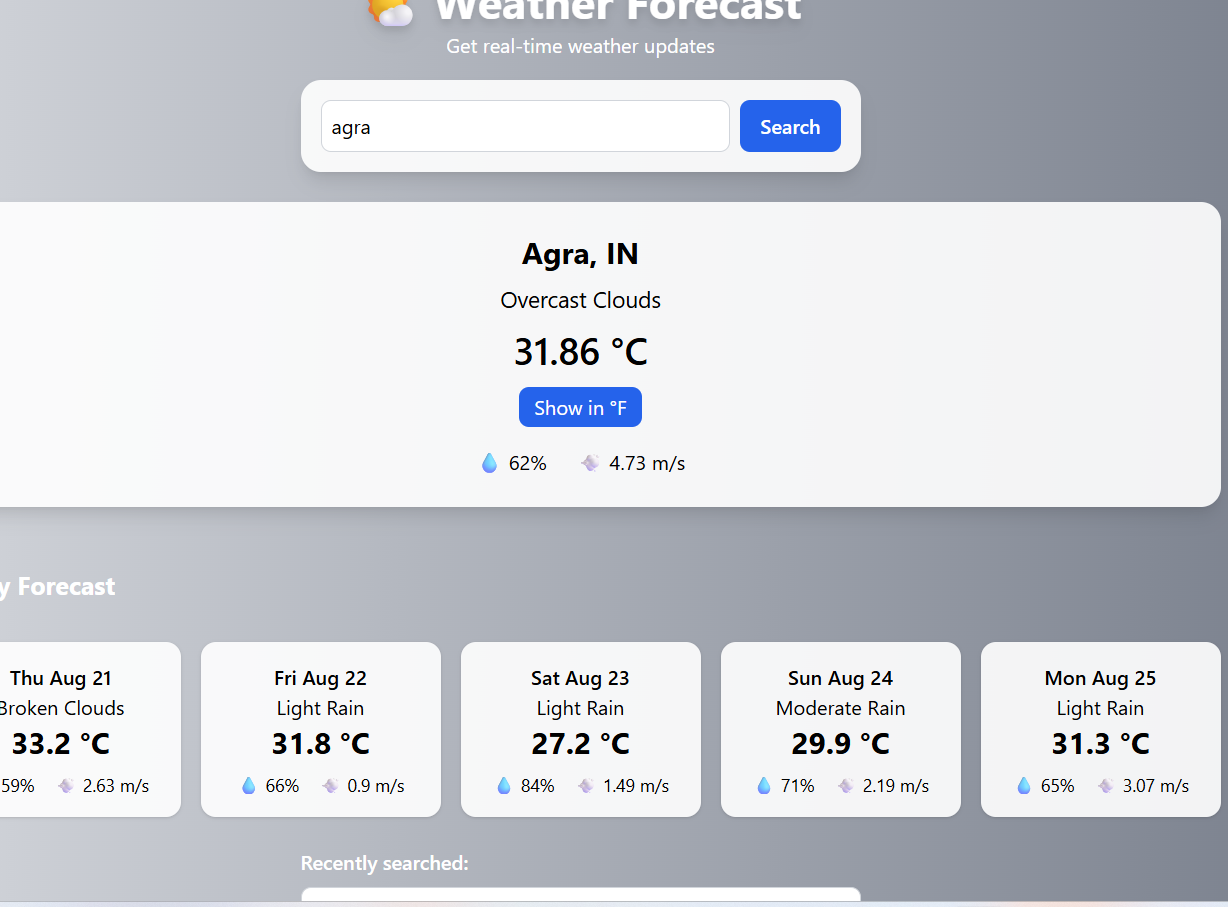 Weather Forecast
Get real-time weather updates
agra
Search
Agra, IN
Overcast Clouds
31.86 °C
Show in °F
62% 4.73 m/s
y Forecast
Thu Aug 21
Broken Clouds
33.2 °C
59% 2.63 m/s
Fri Aug 22
Light Rain
31.8 °C
66% 0.9 m/s
Sat Aug 23
Light Rain
27.2 °C
84% 1.49 m/s
Sun Aug 24
Moderate Rain
29.9 °C
71% 2.19 m/s
Mon Aug 25
Light Rain
31.3 °C
65% 3.07 m/s
Recently searched: